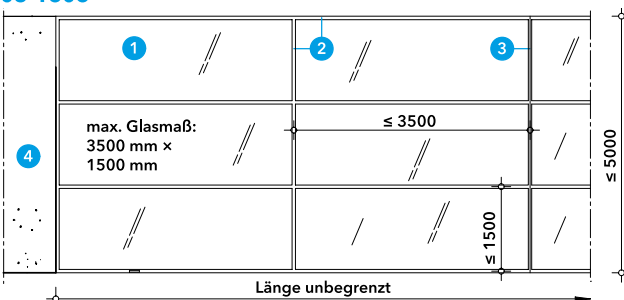 1
2
3
≤ 3500
max. Glasmaß:
3500 mm ×
1500 mm
4
≤ 5000
≤ 1500
Länge unbegrenzt